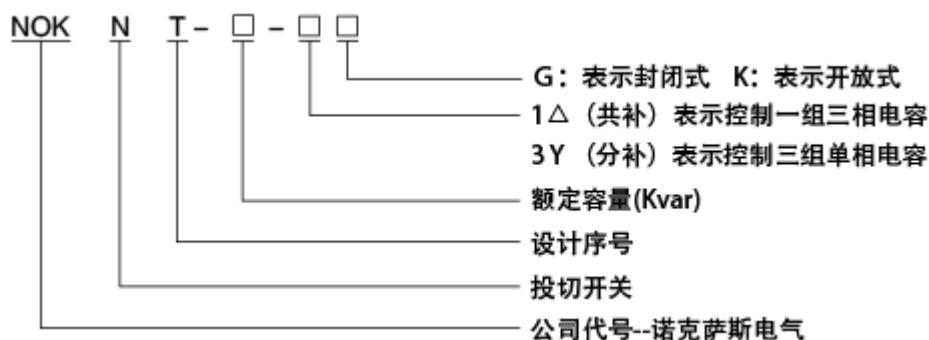 NOK N T-□-□□
G：表示封闭式 K：表示开放式
1△（共补）表示控制一组三相电容
3Y（分补）表示控制三组单相电容
额定容量(Kvar)
设计序号
投切开关
公司代号--诺克萨斯电气